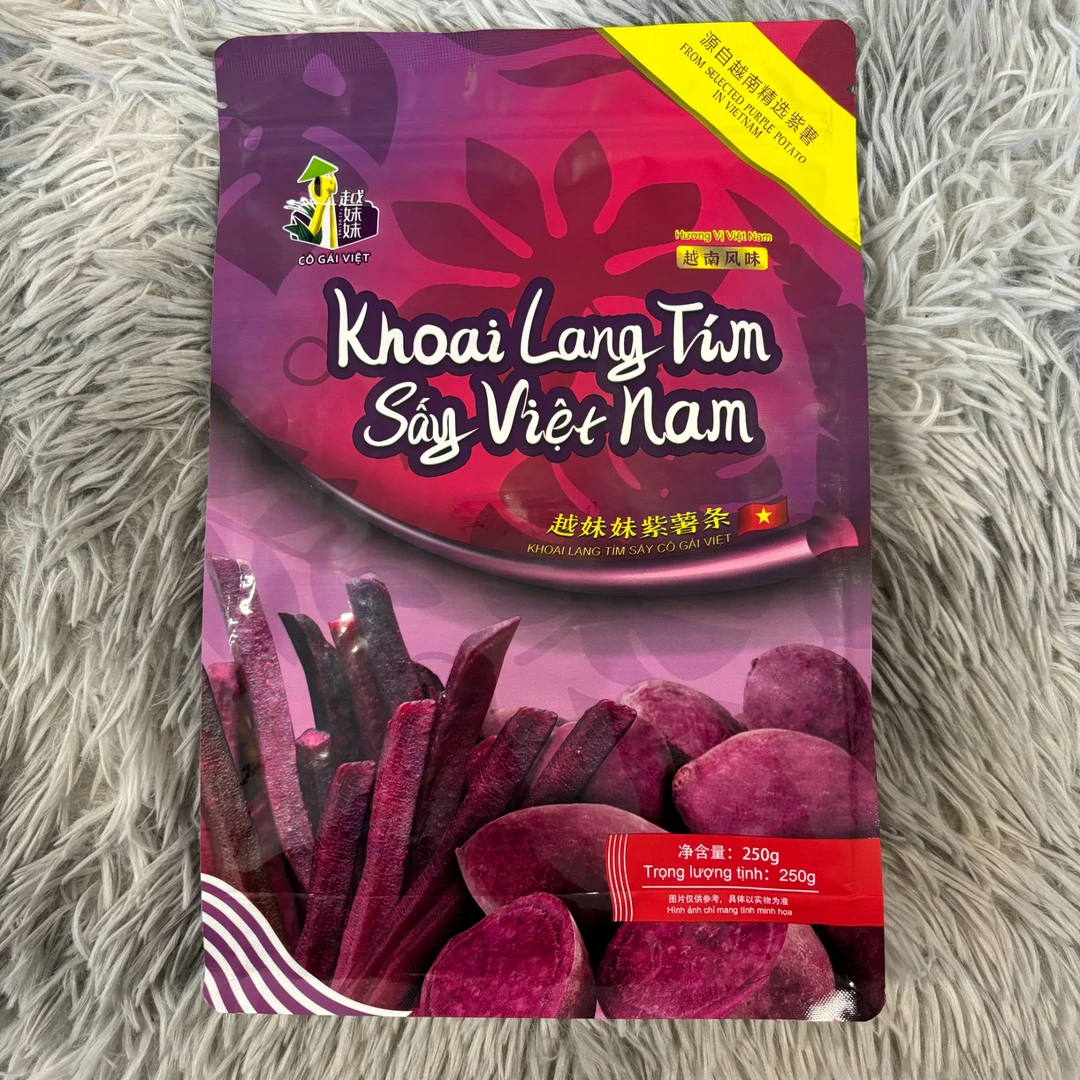 源自越南精选紫薯
FROM SELECTED PURPLE POTATO
IN VIETNAM
越妹妹
CÔ GÁI VIỆT
Hương Vị Việt Nam
越南风味
Khoai Lang Tím
Sấy Việt Nam
越妹妹紫薯条
KHOAI LANG TÍM SẤY CÔ GÁI VIỆT
净含量：250g
Trọng lượng tịnh：250g
图片仅供参考，具体以实物为准
Hình ảnh chỉ mang tính minh họa